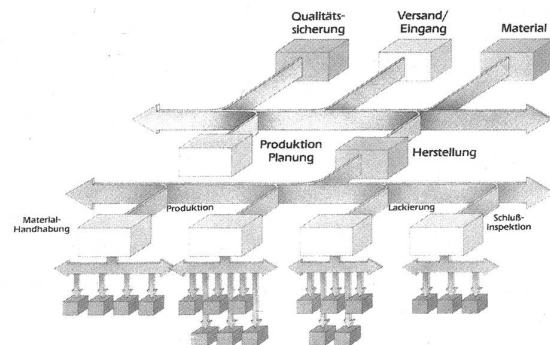 Qualitäts-
sicherung
Versand/
Eingang
Material
Produktion
Planung
Herstellung
Material-
Handhabung
Produktion
Lackierung
Schluß-
inspektion